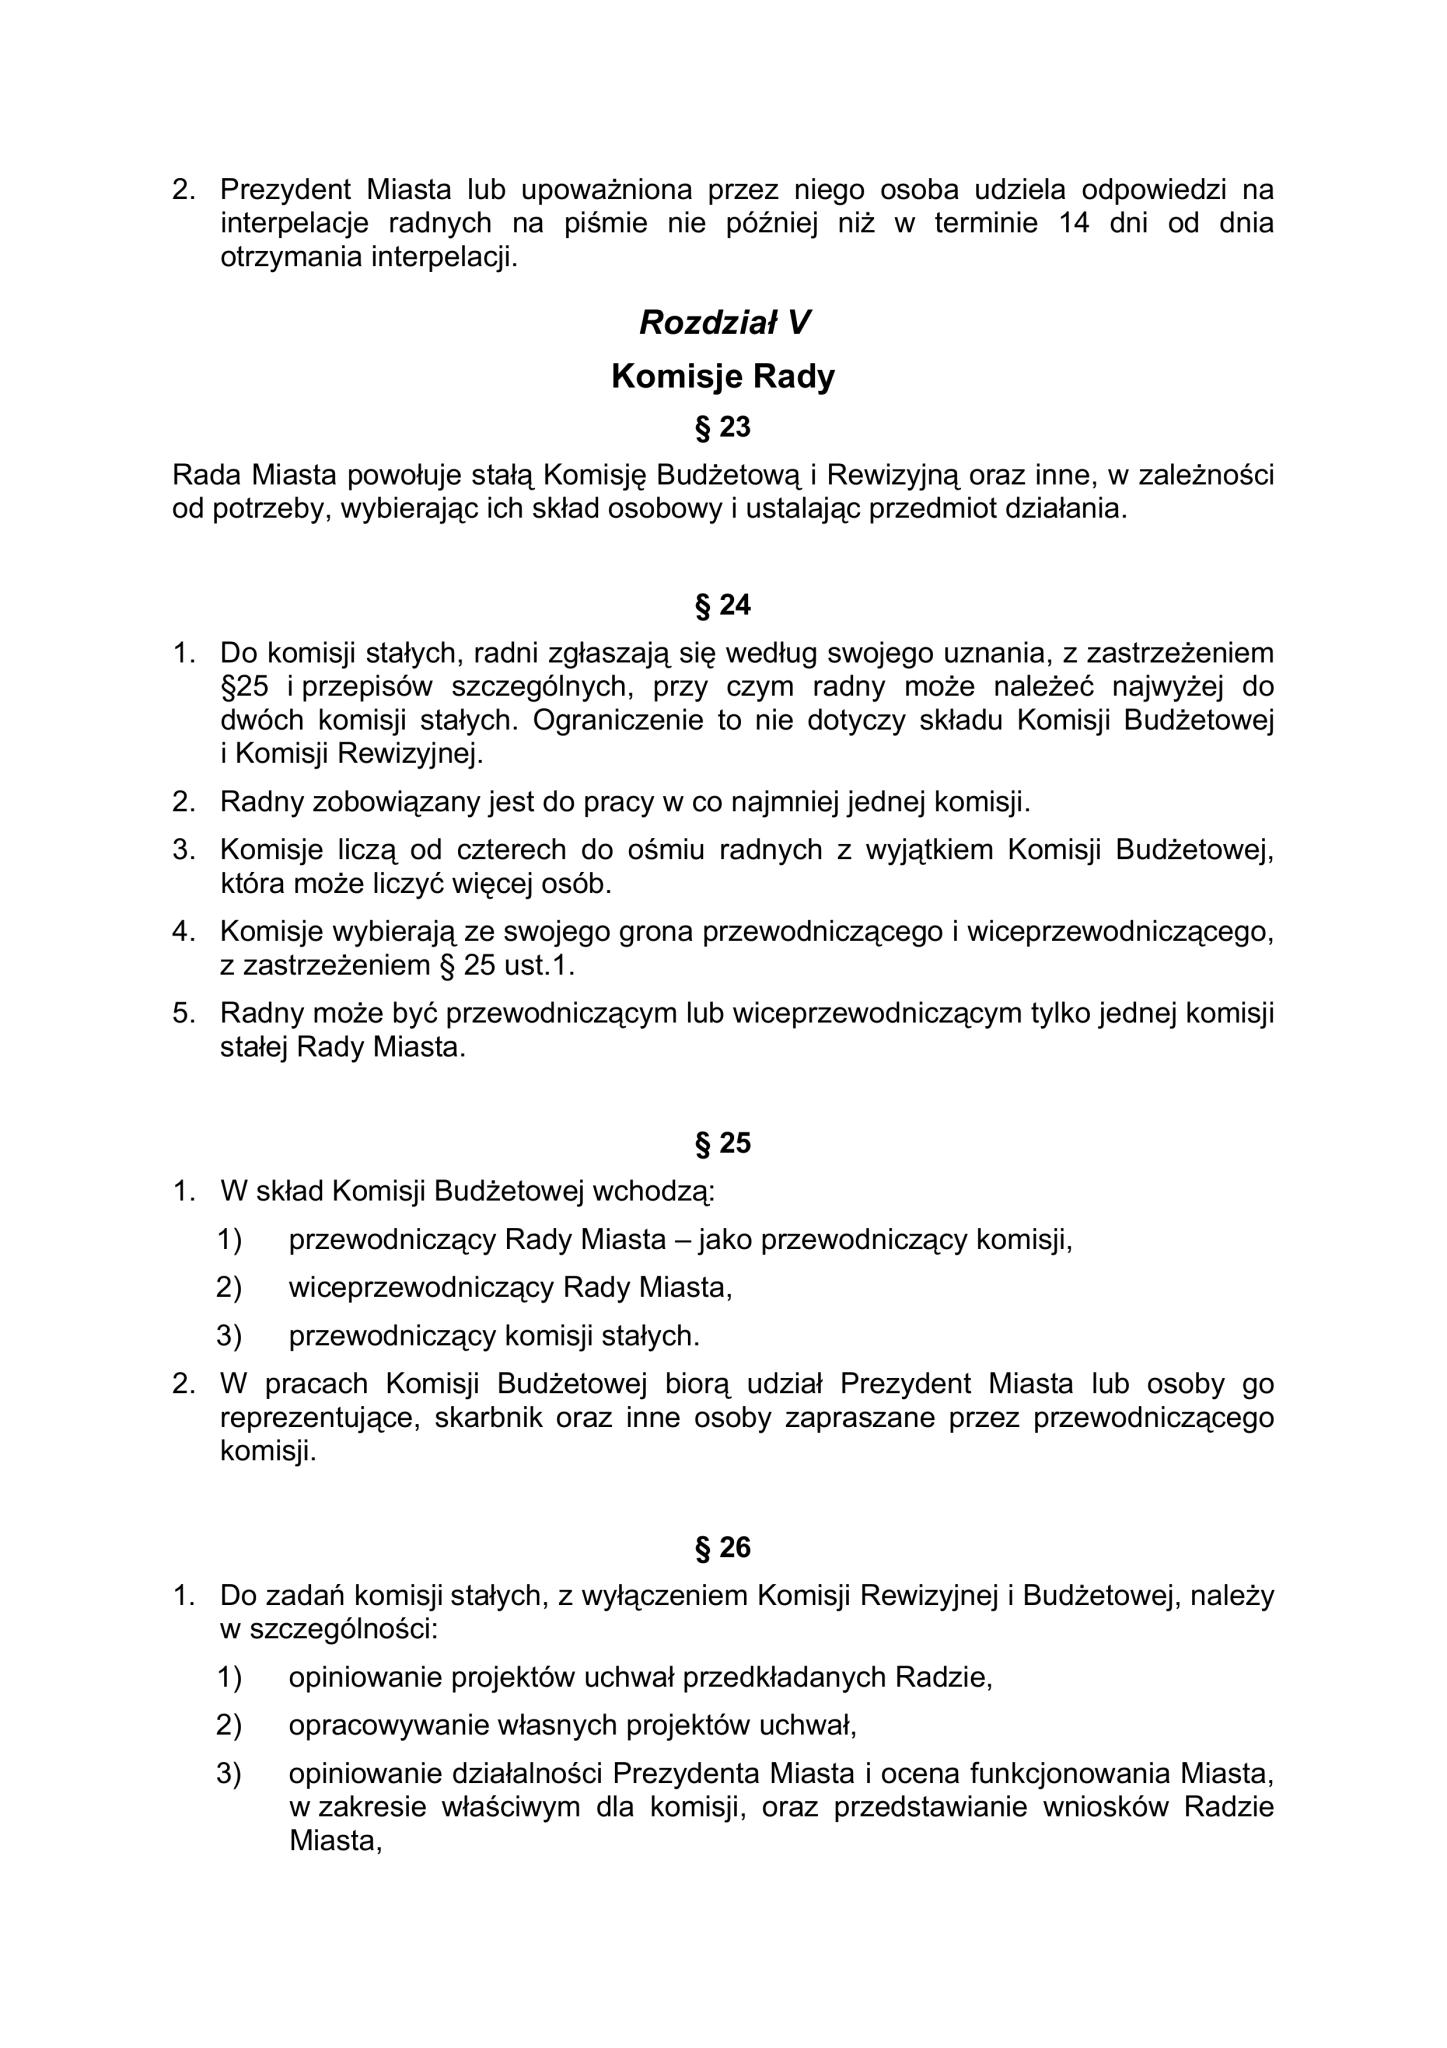 2. Prezydent Miasta lub upoważniona przez niego osoba udziela odpowiedzi na
interpelacje radnych na piśmie nie później niż w terminie 14 dni od dnia
otrzymania interpelacji.
Rozdział V
Komisje Rady
§ 23
Rada Miasta powołuje stałą Komisję Budżetową i Rewizyjną oraz inne, w zależności
od potrzeby, wybierając ich skład osobowy i ustalając przedmiot działania.
§ 24
1. Do komisji stałych, radni zgłaszają się według swojego uznania, z zastrzeżeniem
§25 i przepisów szczególnych, przy czym radny może należeć najwyżej do
dwóch komisji stałych. Ograniczenie to nie dotyczy składu Komisji Budżetowej
i Komisji Rewizyjnej.
2. Radny zobowiązany jest do pracy w co najmniej jednej komisji.
3. Komisje liczą od czterech do ośmiu radnych z wyjątkiem Komisji Budżetowej,
która może liczyć więcej osób.
4. Komisje wybierają ze swojego grona przewodniczącego i wiceprzewodniczącego,
z zastrzeżeniem § 25 ust.1.
5. Radny może być przewodniczącym lub wiceprzewodniczącym tylko jednej komisji
stałej Rady Miasta.
§ 25
1. W skład Komisji Budżetowej wchodzą:
1) przewodniczący Rady Miasta – jako przewodniczący komisji,
2) wiceprzewodniczący Rady Miasta,
3) przewodniczący komisji stałych.
2. W pracach Komisji Budżetowej biorą udział Prezydent Miasta lub osoby go
reprezentujące, skarbnik oraz inne osoby zapraszane przez przewodniczącego
komisji.
§ 26
1. Do zadań komisji stałych, z wyłączeniem Komisji Rewizyjnej i Budżetowej, należy
w szczególności:
1) opiniowanie projektów uchwał przedkładanych Radzie,
2) opracowywanie własnych projektów uchwał,
3) opiniowanie działalności Prezydenta Miasta i ocena funkcjonowania Miasta,
w zakresie właściwym dla komisji, oraz przedstawianie wniosków Radzie
Miasta,